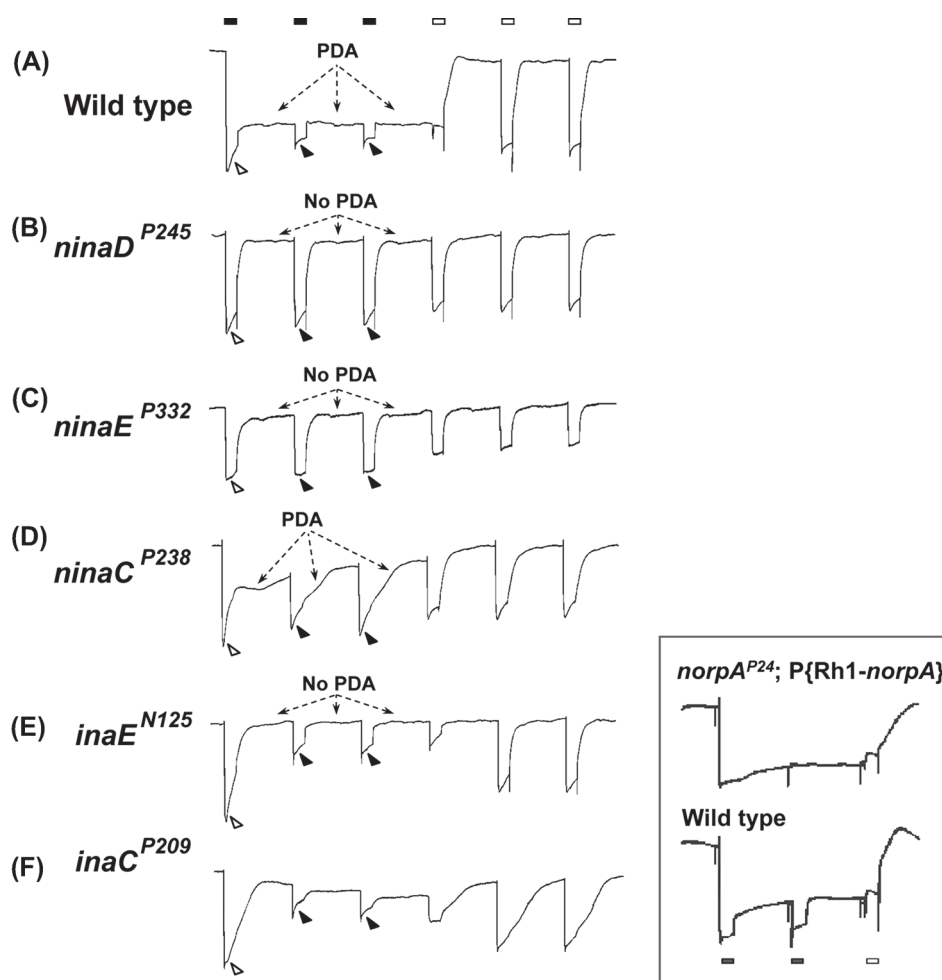 PDA
(A)
Wild type
No PDA
(B)
ninaD P245
No PDA
(C)
ninaE P332
PDA
(D)
ninaC P238
norpA P24; P{Rh1-norpA}
No PDA
(E)
inaE N125
Wild type
inaC P209
(F)